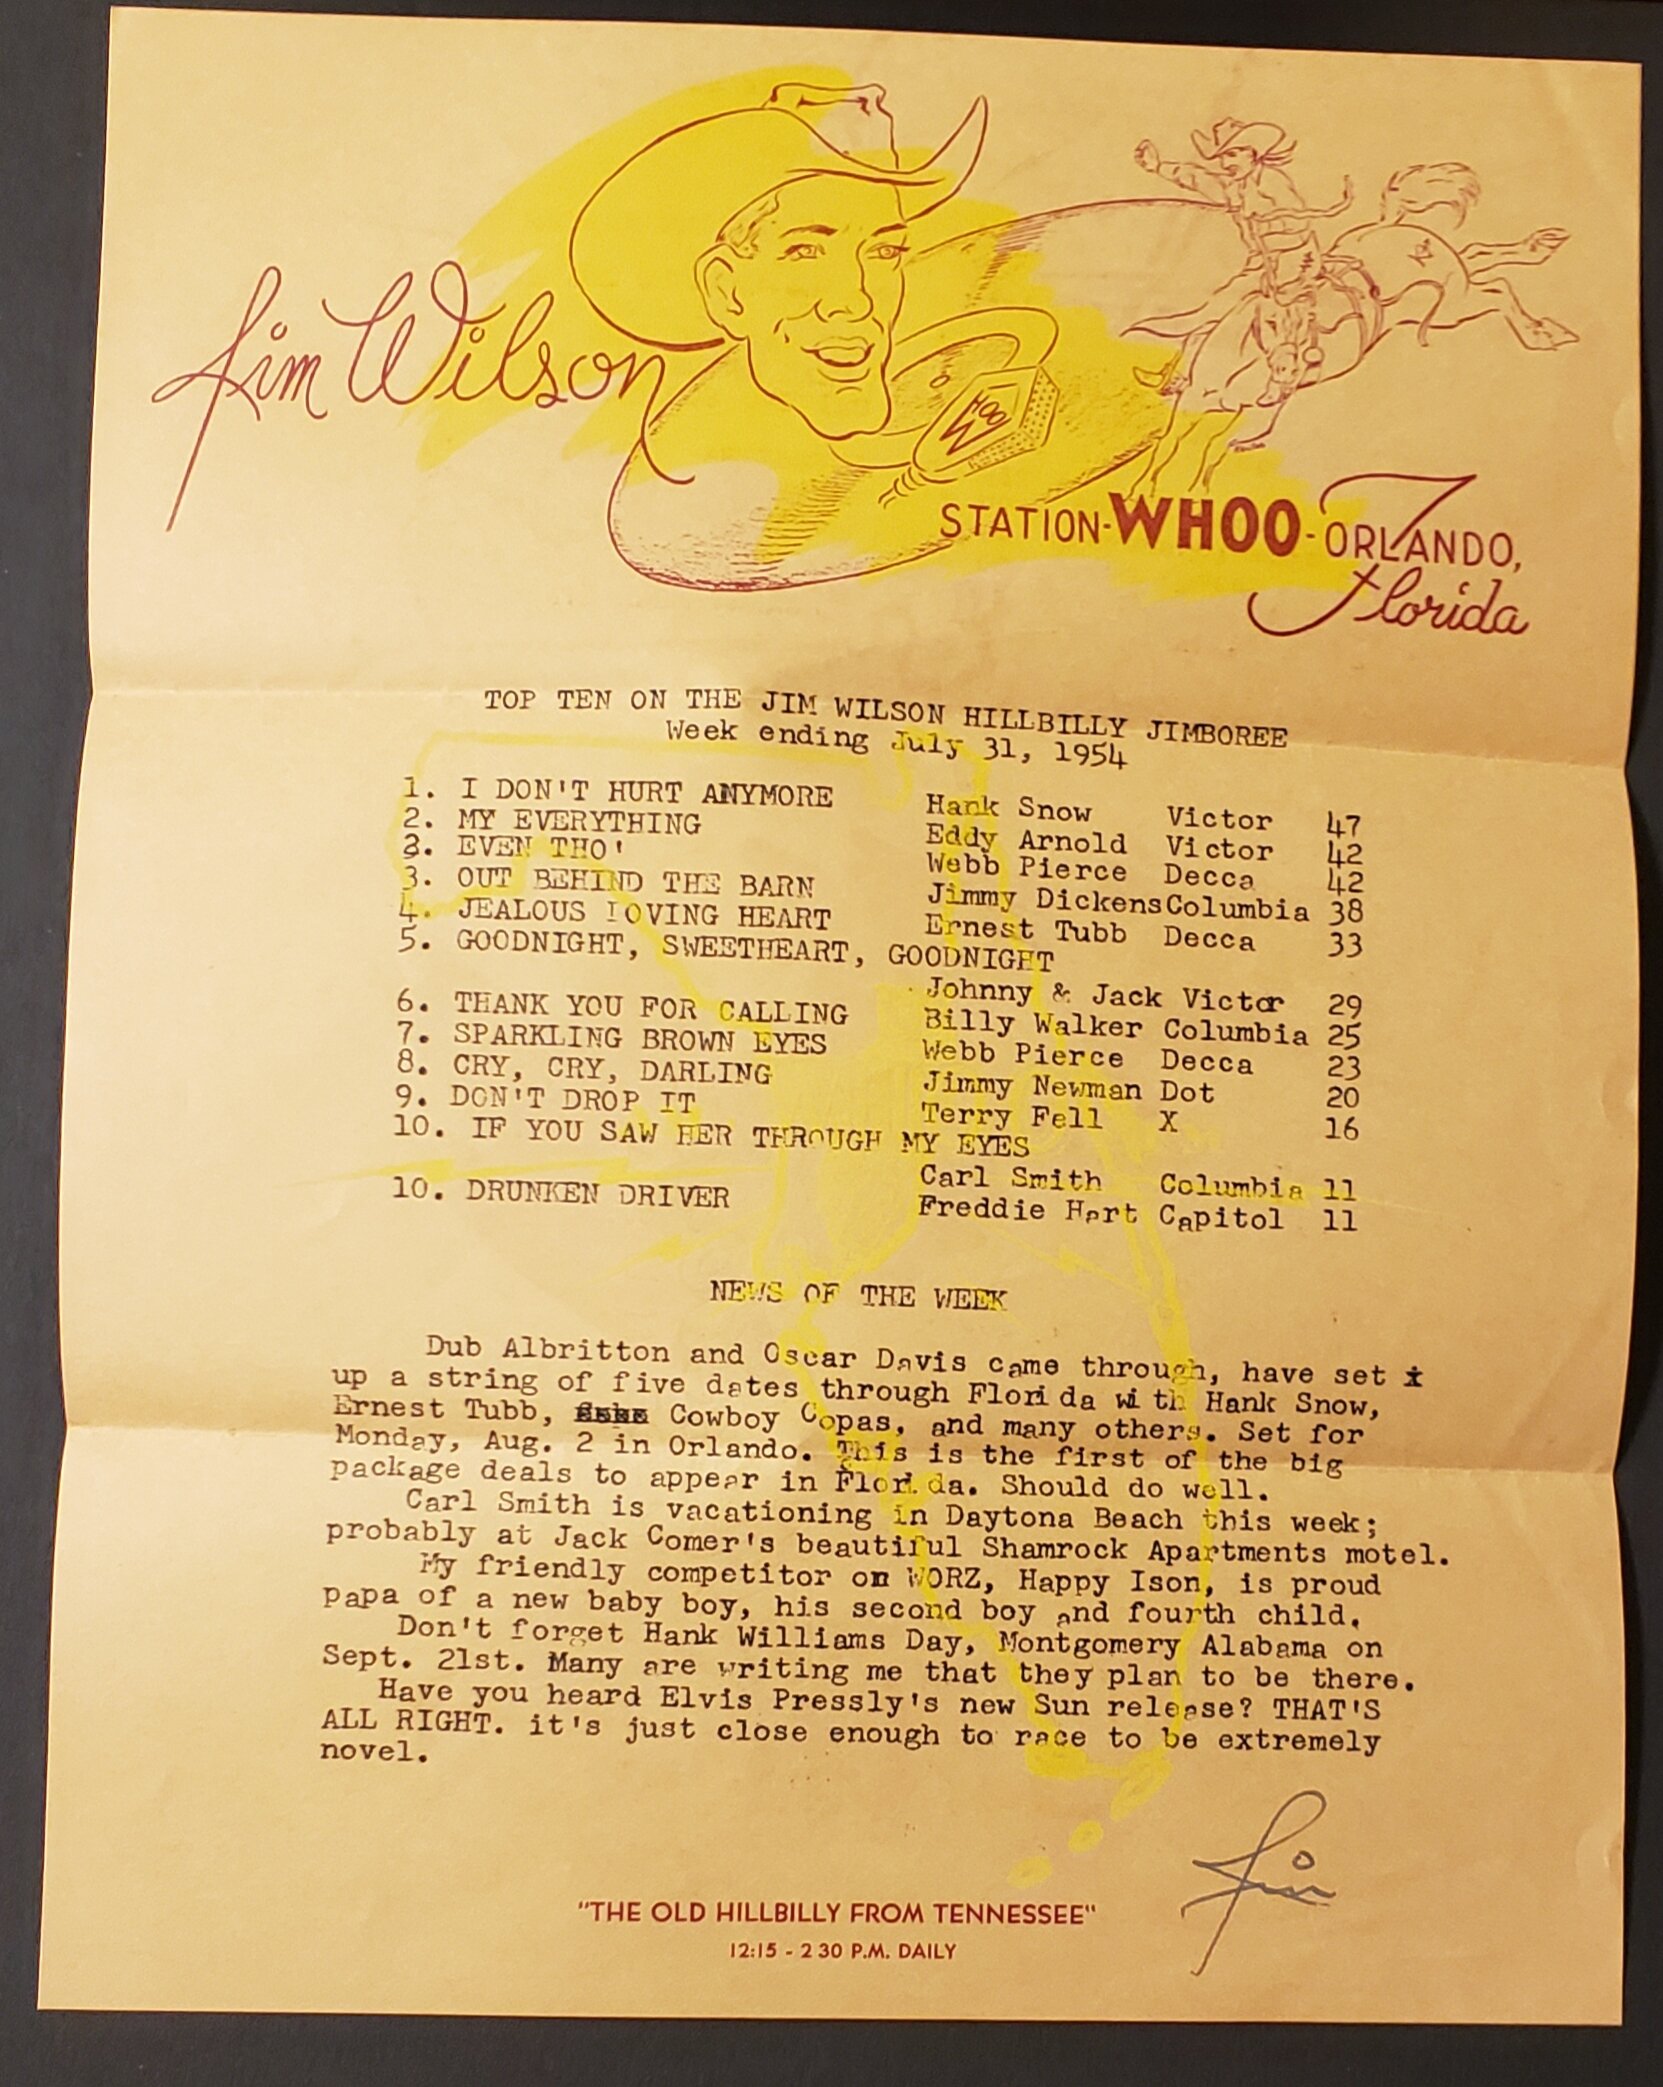 Jim Wilson
WHOO
STATION-WHOO-ORLANDO,
Florida
TOP TEN ON THE JIM WILSON HILLBILLY JIMBOREE
Week ending July 31, 1954
1. I DON'T HURT ANYMORE Hank Snow Victor 47
2. MY EVERYTHING Eddy Arnold Victor 42
2. EVEN THO' Webb Pierce Decca 42
3. OUT BEHIND THE BARN Jimmy Dickens Columbia 38
4. JEALOUS LOVING HEART Ernest Tubb Decca 33
5. GOODNIGHT, SWEETHEART, GOODNIGHT
Johnny & Jack Victor 29
6. THANK YOU FOR CALLING Billy Walker Columbia 25
7. SPARKLING BROWN EYES Webb Pierce Decca 23
8. CRY, CRY, DARLING Jimmy Newman Dot 20
9. DON'T DROP IT Terry Fell X 16
10. IF YOU SAW HER THROUGH MY EYES
Carl Smith Columbia 11
10. DRUNKEN DRIVER Freddie Hart Capitol 11
NEWS OF THE WEEK
Dub Albritton and Oscar Davis came through, have set
up a string of five dates through Florida with Hank Snow,
Ernest Tubb, Cowboy Copas, and many others. Set for
Monday, Aug. 2 in Orlando. This is the first of the big
package deals to appear in Florida. Should do well.
Carl Smith is vacationing in Daytona Beach this week;
probably at Jack Comer's beautiful Shamrock Apartments motel.
My friendly competitor on WORZ, Happy Ison, is proud
papa of a new baby boy, his second boy and fourth child.
Don't forget Hank Williams Day, Montgomery Alabama on
Sept. 21st. Many are writing me that they plan to be there.
Have you heard Elvis Pressly's new Sun release? THAT'S
ALL RIGHT. it's just close enough to race to be extremely
novel.
Jim
"THE OLD HILLBILLY FROM TENNESSEE"
12:15 - 2 30 P.M. DAILY